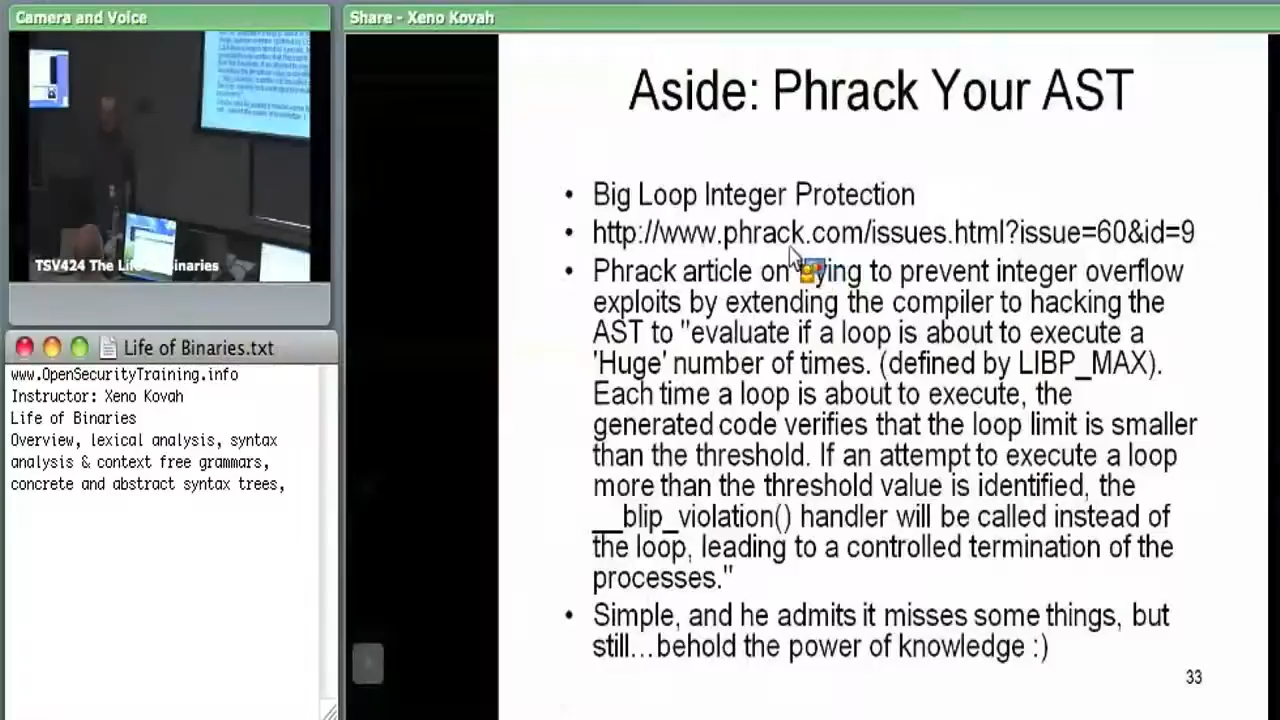 Camera and Voice
TSV424 The Li Binaries
Life of Binaries.txt
www.OpenSecurityTraining.info
Instructor: Xeno Kovah
Life of Binaries
Overview, lexical analysis, syntax
analysis & context free grammars,
concrete and abstract syntax trees,
Share - Xeno Kovah
Aside: Phrack Your AST
• Big Loop Integer Protection
• http://www.phrack.com/issues.html?issue=60&id=9
• Phrack article on ying to prevent integer overflow
exploits by extending the compiler to hacking the
AST to "evaluate if a loop is about to execute a
'Huge' number of times. (defined by LIBP_MAX).
Each time a loop is about to execute, the
generated code verifies that the loop limit is smaller
than the threshold. If an attempt to execute a loop
more than the threshold value is identified, the
__blip_violation() handler will be called instead of
the loop, leading to a controlled termination of the
processes."
• Simple, and he admits it misses some things, but
still…behold the power of knowledge :)
33